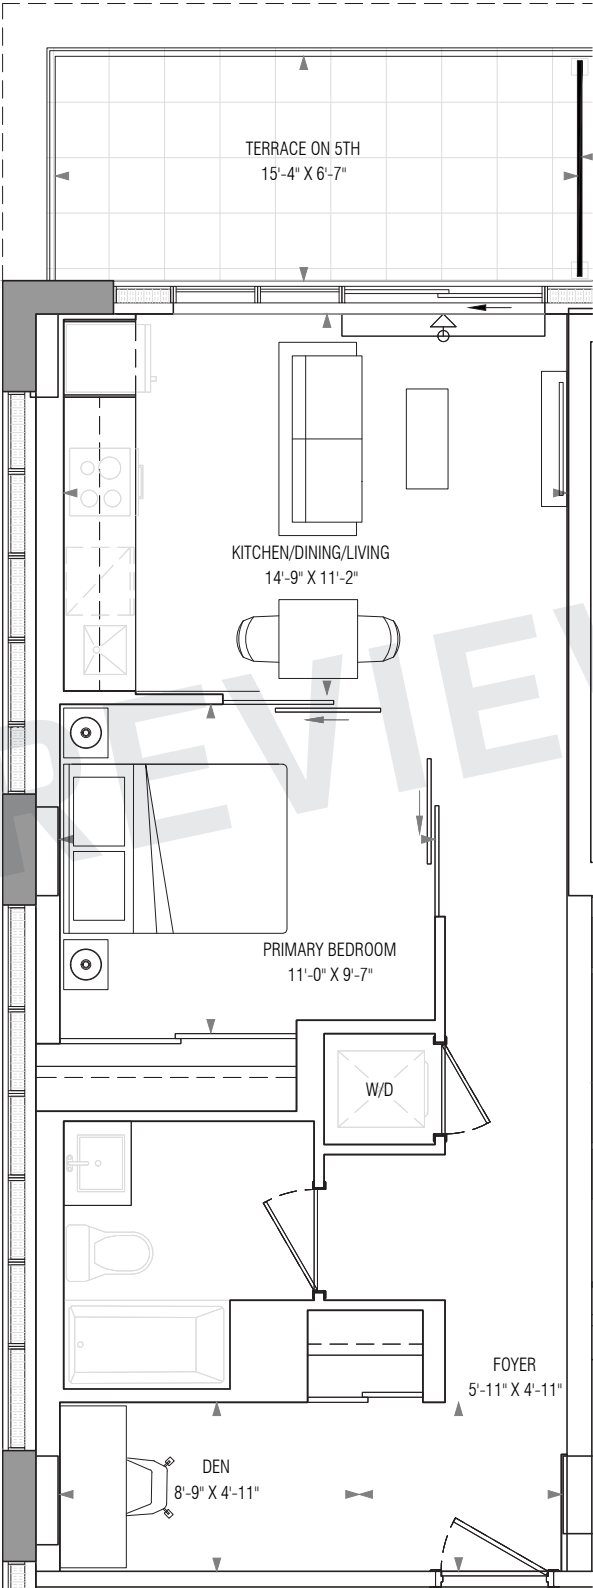 TERRACE ON 5TH
15'-4" X 6'-7"
KITCHEN/DINING/LIVING
14'-9" X 11'-2"
REVIE
PRIMARY BEDROOM
11'-0" X 9'-7"
W/D
FOYER
5'-11" X 4'-11"
DEN
8'-9" X 4'-11"